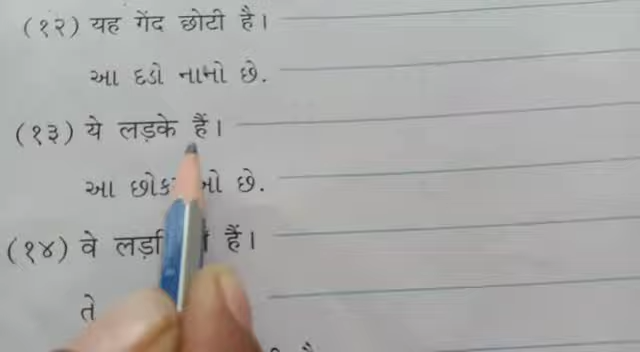 (१२) यह गेंद छोटी है।
આ દડો નાનો છે.
(१३) ये लड़के हैं।
આ છે.
(१४) वे हैं।
તે